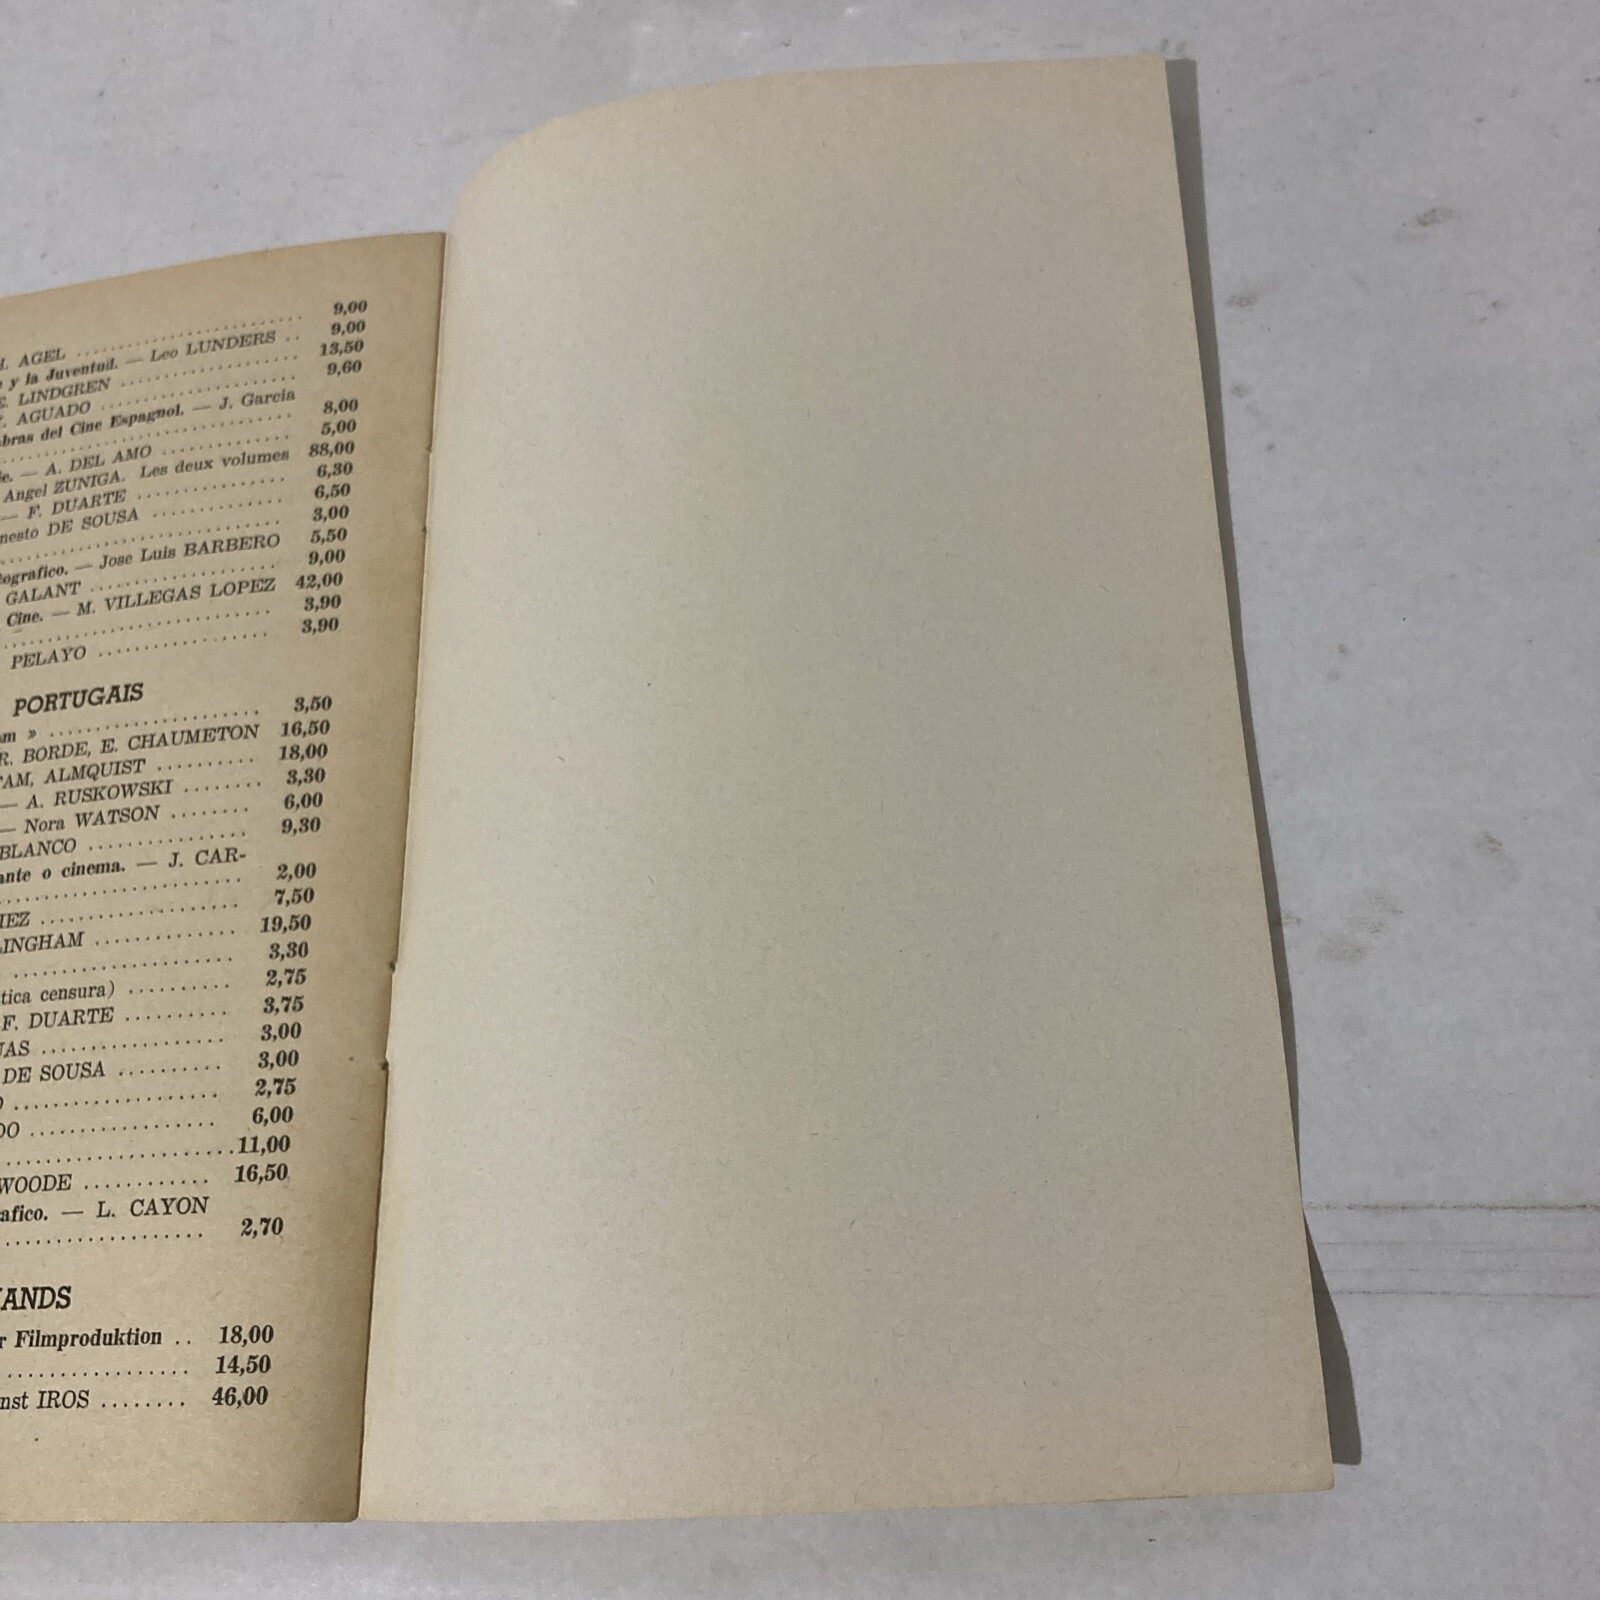 ............................ 9,00
AGEL ............................ 9,00
y la Juventud. — Leo LUNDERS .. 13,50
E. LINDGREN ..................... 9,60
AGUADO .....................
bras del Cine Espagnol. — J. Garcia
............................ 8,00
— A. DEL AMO .............. 5,00
Angel ZUNIGA. Les deux volumes 88,00
— F. DUARTE ................ 6,30
nesto DE SOUSA .............. 6,50
............................ 3,00
ografico. — Jose Luis BARBERO 5,50
GALANT .................... 9,00
Cine. — M. VILLEGAS LOPEZ 42,00
............................ 3,90
PELAYO .................. 3,90
PORTUGAIS
» ...................... 3,50
R. BORDE, E. CHAUMETON 16,50
TAM, ALMQUIST .......... 18,00
— A. RUSKOWSKI ........ 3,30
— Nora WATSON ........ 6,00
BLANCO ................ 9,30
ante o cinema. — J. CAR-
......................... 2,00
IEZ ..................... 7,50
LINGHAM .............. 19,50
....................... 3,30
tica censura) .......... 2,75
F. DUARTE .......... 3,75
AS ................... 3,00
DE SOUSA .......... 3,00
..................... 2,75
DO .................. 6,00
........................ 11,00
WOODE ............. 16,50
afico. — L. CAYON
.................... 2,70
ANDS
r Filmproduktion .. 18,00
................... 14,50
nst IROS ........ 46,00